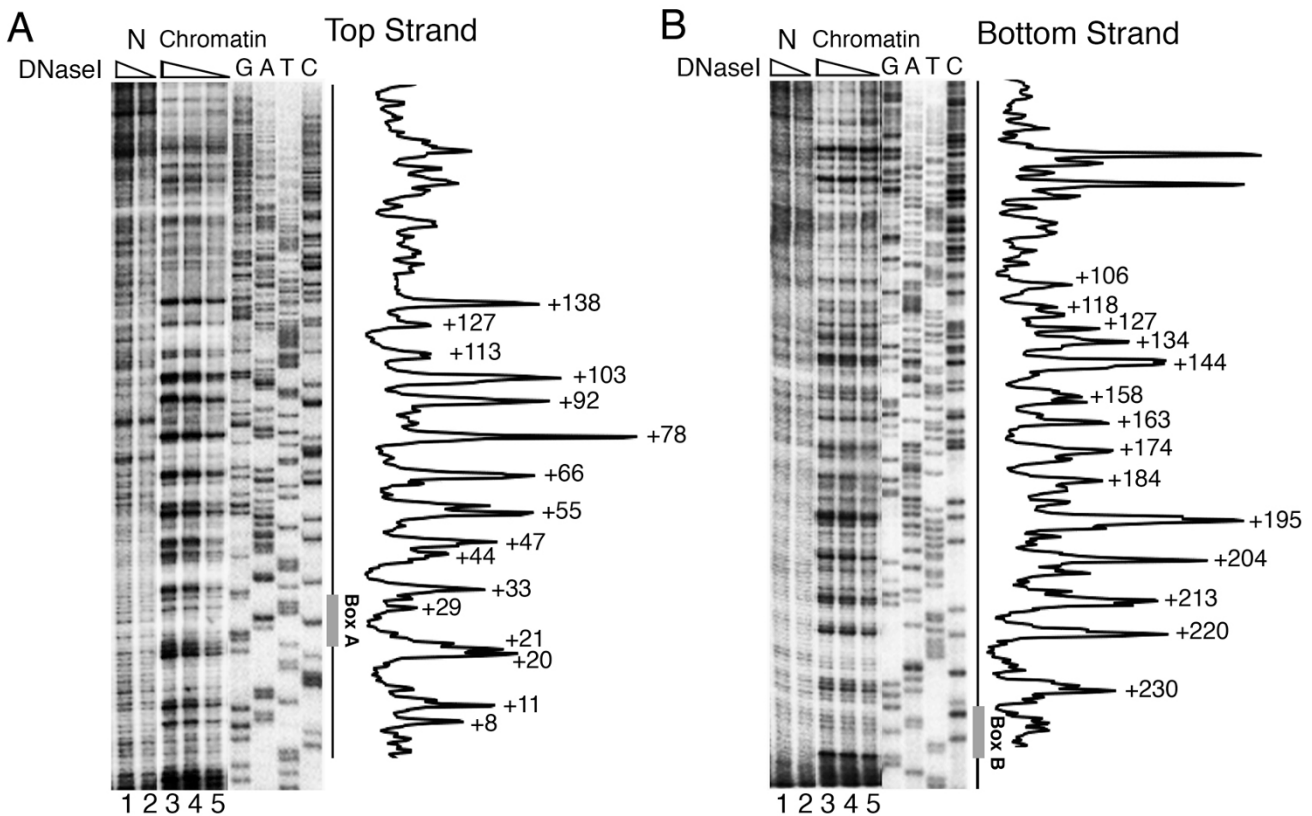 A
Top Strand
N Chromatin
DNaseI G A T C
+138
+127
+113
+103
+92
+78
+66
+55
+47
+44
+33
+29
+21
+20
+11
+8
Box A
1 2 3 4 5
B
Bottom Strand
N Chromatin
DNaseI G A T C
+106
+118
+127
+134
+144
+158
+163
+174
+184
+195
+204
+213
+220
+230
Box B
1 2 3 4 5